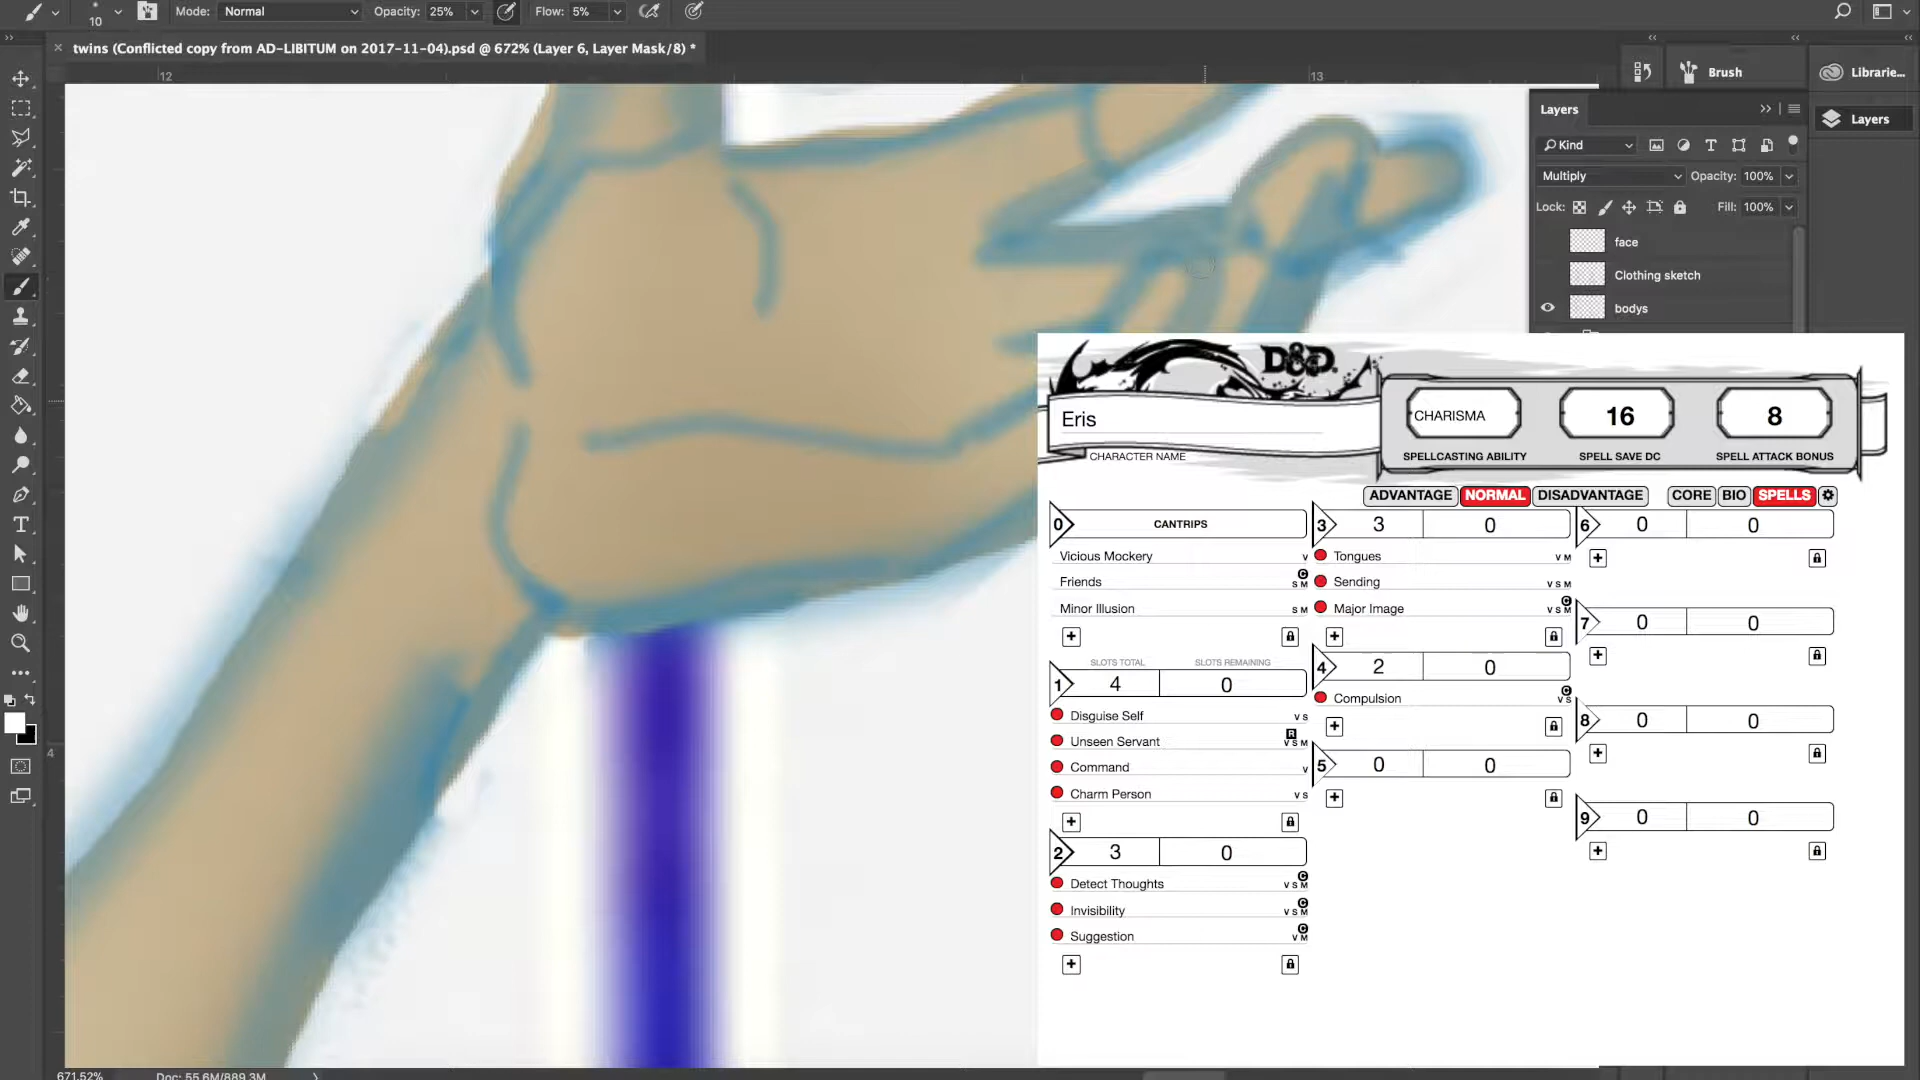 10
Mode: Normal
Opacity: 25%
Flow: 5%
twins (Conflicted copy from AD-LIBITUM on 2017-11-04).psd @ 672% (Layer 6, Layer Mask/8) *
12
13
4
Brush
Librarie...
Layers
Layers
Kind
Multiply
Opacity: 100%
Lock:
Fill: 100%
face
Clothing sketch
bodys
D&D.
Eris
CHARACTER NAME
CHARISMA
16
8
SPELLCASTING ABILITY
SPELL SAVE DC
SPELL ATTACK BONUS
ADVANTAGE NORMAL DISADVANTAGE
CORE BIO SPELLS
0 CANTRIPS
Vicious Mockery V
Friends C S M
Minor Illusion S M
SLOTS TOTAL SLOTS REMAINING
1 4 0
Disguise Self V S
Unseen Servant R V S M
Command V
Charm Person V S
2 3 0
Detect Thoughts C V S M
Invisibility C V S M
Suggestion C V M
3 3 0
Tongues V M
Sending V S M
Major Image C V S M
4 2 0
Compulsion C V S
5 0 0
6 0 0
7 0 0
8 0 0
9 0 0
671.52%
Doc: 55.6M/889.3M